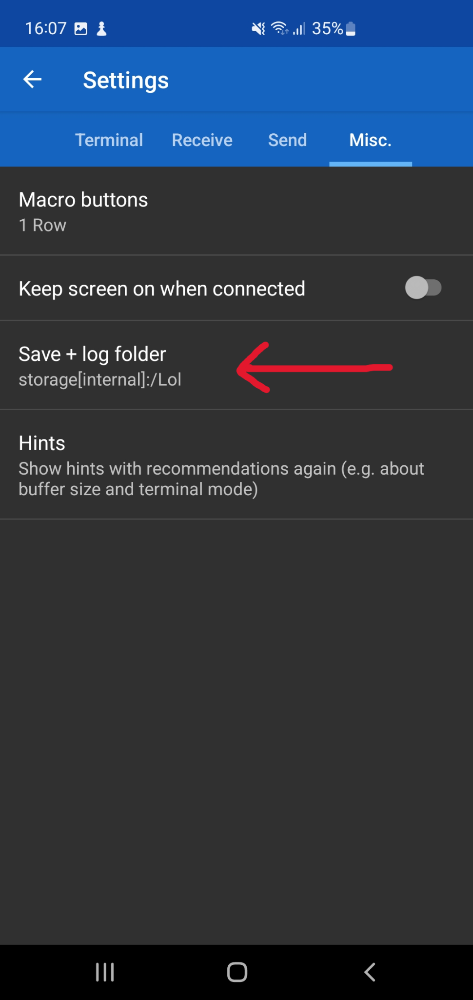 16:07
35%
Settings
Terminal
Receive
Send
Misc.
Macro buttons
1 Row
Keep screen on when connected
Save + log folder
storage[internal]:/Lol
Hints
Show hints with recommendations again (e.g. about
buffer size and terminal mode)